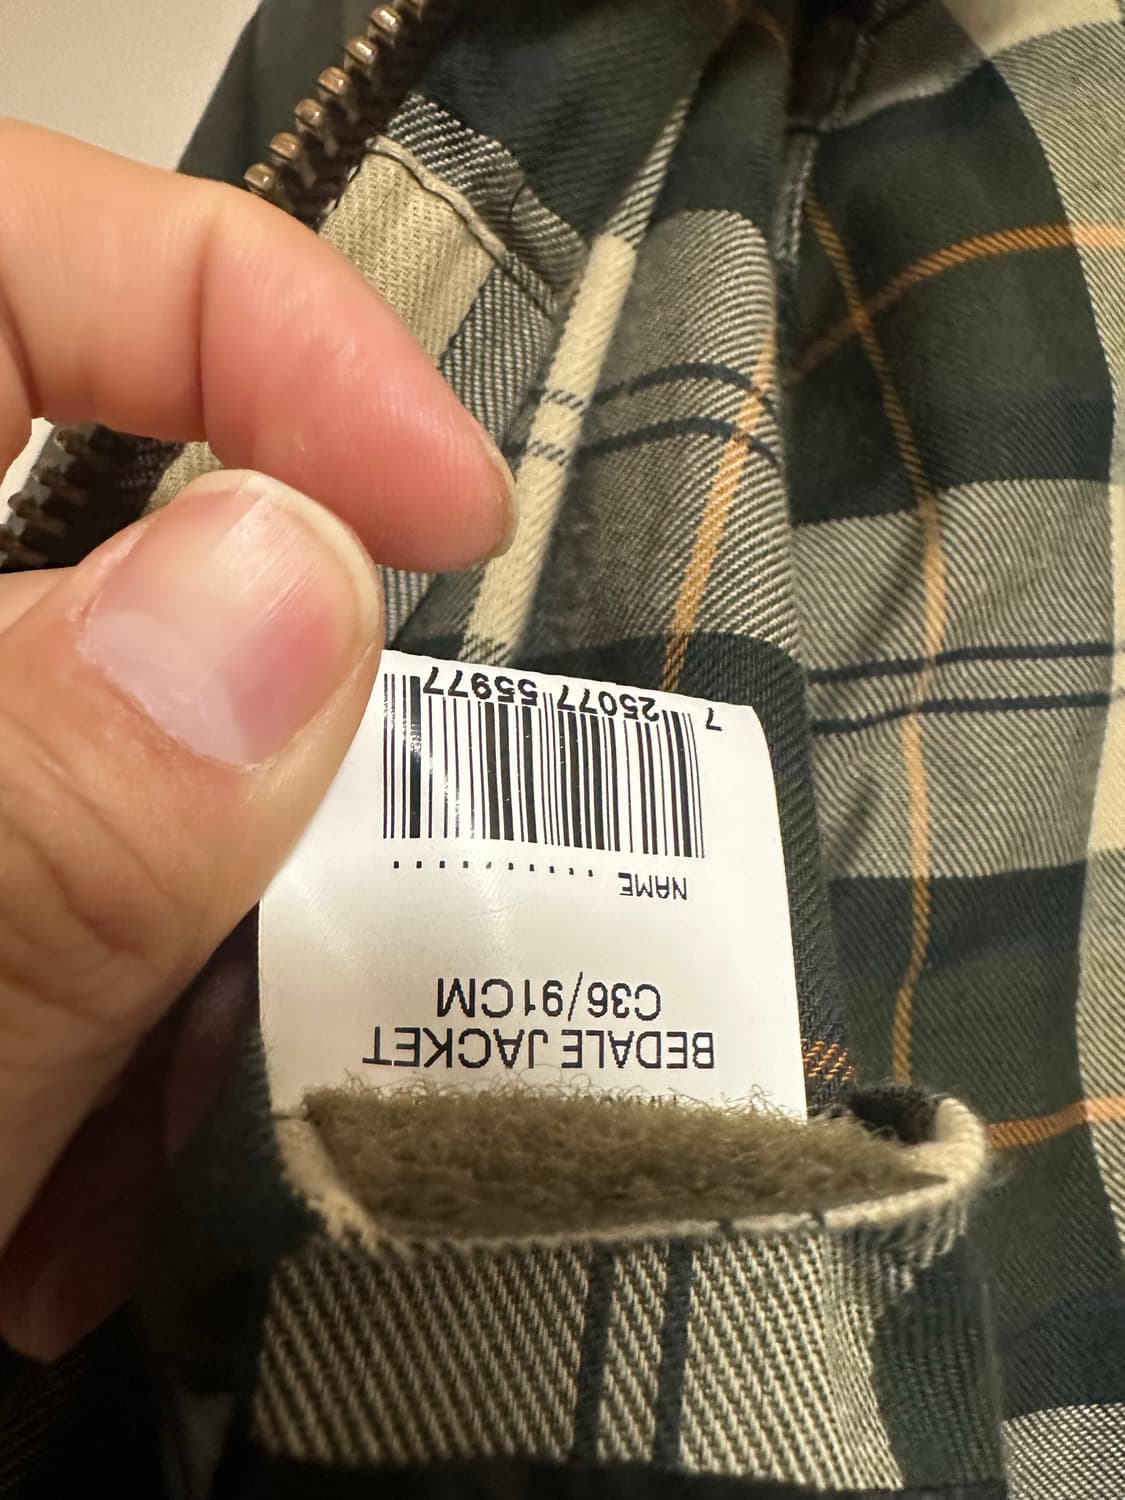 BEDALE JACKET
C36/91CM
NAME ............
7 25077 55977